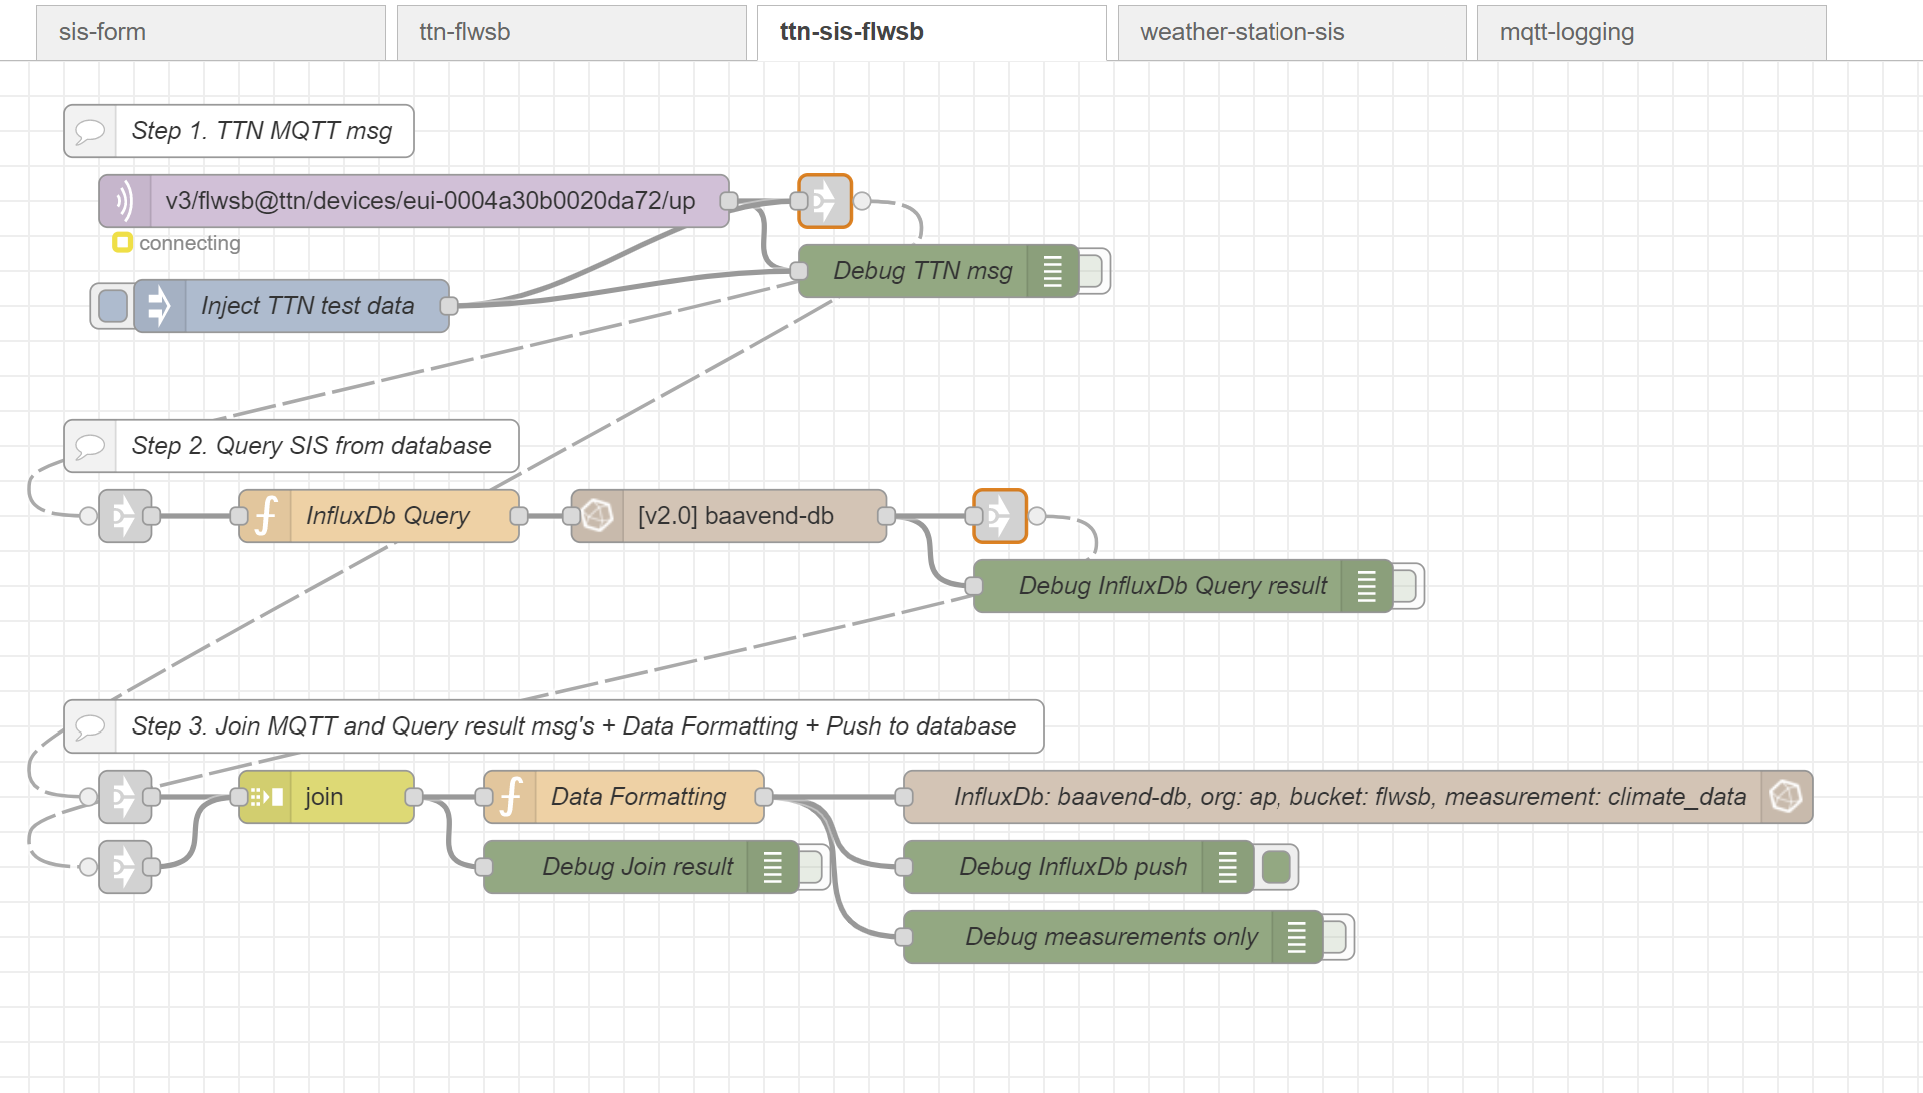 sis-form
ttn-flwsb
ttn-sis-flwsb
weather-station-sis
mqtt-logging
Step 1. TTN MQTT msg
v3/flwsb@ttn/devices/eui-0004a30b0020da72/up
connecting
Debug TTN msg
Inject TTN test data
Step 2. Query SIS from database
InfluxDb Query
[v2.0] baavend-db
Debug InfluxDb Query result
Step 3. Join MQTT and Query result msg's + Data Formatting + Push to database
join
Data Formatting
InfluxDb: baavend-db, org: ap, bucket: flwsb, measurement: climate_data
Debug Join result
Debug InfluxDb push
Debug measurements only